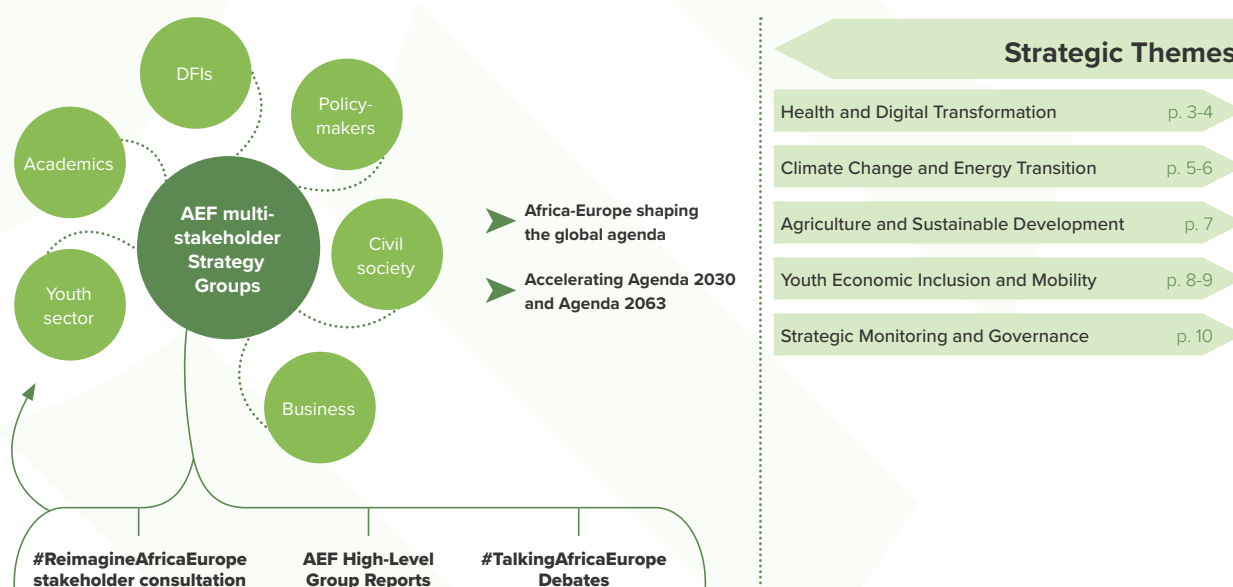 DFIs
Policy-
makers
Academics
AEF multi-
stakeholder
Strategy
Groups
Civil
society
Youth
sector
Business
Africa-Europe shaping
the global agenda
Accelerating Agenda 2030
and Agenda 2063
#ReimagineAfricaEurope
stakeholder consultation
AEF High-Level
Group Reports
#TalkingAfricaEurope
Debates
Strategic Themes
Health and Digital Transformation p. 3-4
Climate Change and Energy Transition p. 5-6
Agriculture and Sustainable Development p. 7
Youth Economic Inclusion and Mobility p. 8-9
Strategic Monitoring and Governance p. 10